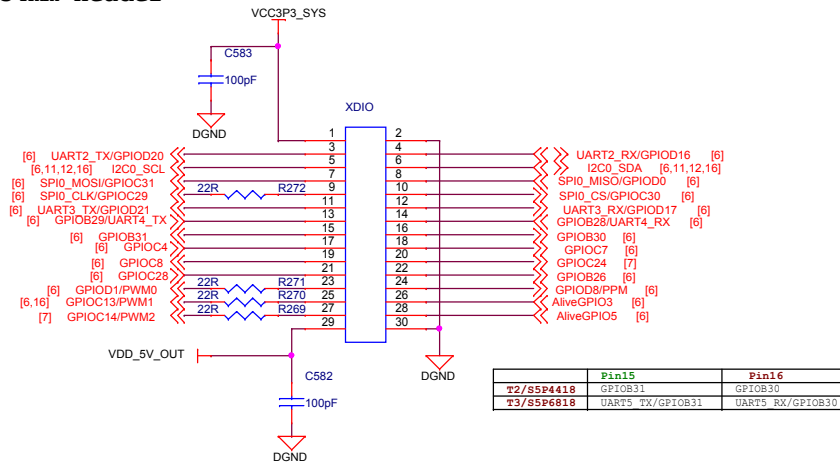 VCC3P3_SYS
C583
100pF
DGND
XDIO
1 2
[6] UART2_TX/GPIOD20 3 4 UART2_RX/GPIOD16 [6]
[6,11,12,16] I2C0_SCL 5 6 I2C0_SDA [6,11,12,16]
[6] SPI0_MOSI/GPIOC31 7 8 SPI0_MISO/GPIOD0 [6]
[6] SPI0_CLK/GPIOC29 22R R272 9 10 SPI0_CS/GPIOC30 [6]
[6] UART3_TX/GPIOD21 11 12 UART3_RX/GPIOD17 [6]
[6] GPIOB29/UART4_TX 13 14 GPIOB28/UART4_RX [6]
[6] GPIOB31 15 16 GPIOB30 [6]
[6] GPIOC4 17 18 GPIOC7 [6]
[6] GPIOC8 19 20 GPIOC24 [7]
[6] GPIOC28 21 22 GPIOB26 [6]
[6] GPIOD1/PWM0 22R R271 23 24 GPIOD8/PPM [6]
[6,16] GPIOC13/PWM1 22R R270 25 26 AliveGPIO3 [6]
[7] GPIOC14/PWM2 22R R269 27 28 AliveGPIO5 [6]
29 30
VDD_5V_OUT
DGND
C582
100pF
DGND
Pin15 Pin16
T2/S5P4418 GPIOB31 GPIOB30
T3/S5P6818 UART5_TX/GPIOB31 UART5_RX/GPIOB30